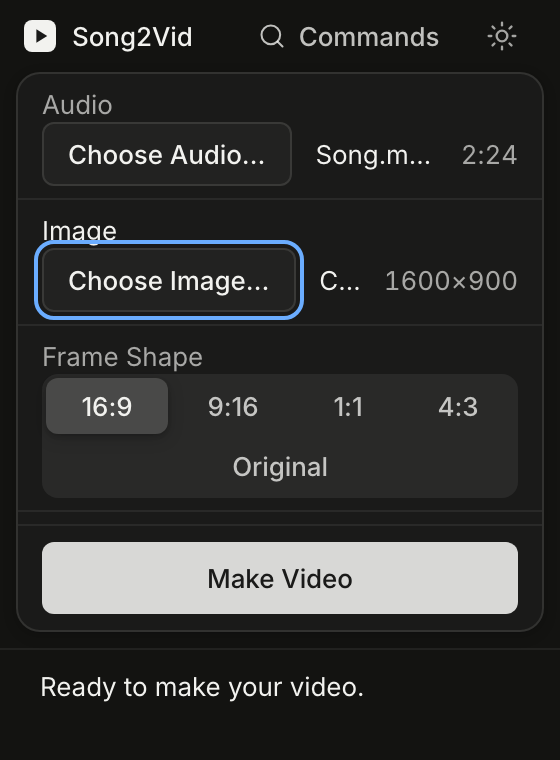 Song2Vid Commands
Audio
Choose Audio... Song.m... 2:24
Image
Choose Image... C... 1600×900
Frame Shape
16:9 9:16 1:1 4:3
Original
Make Video
Ready to make your video.